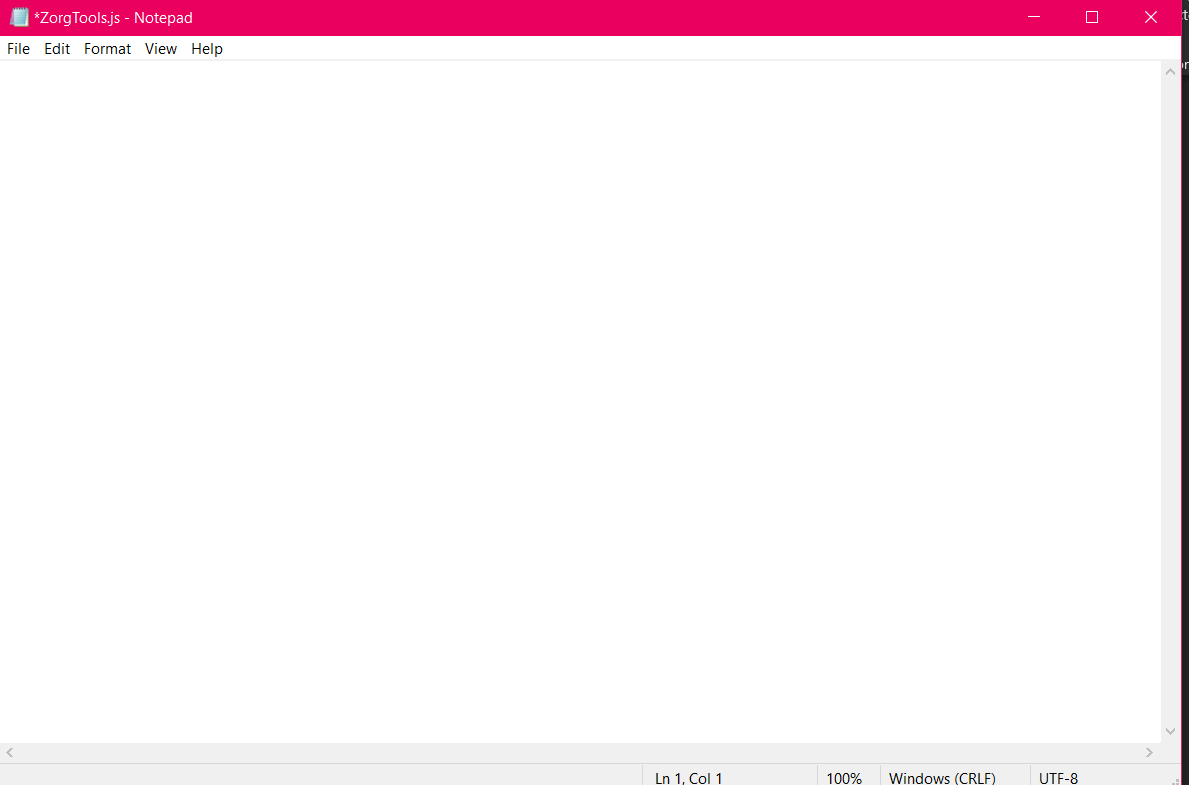 *ZorgTools.js - Notepad
File Edit Format View Help
Ln 1, Col 1 100% Windows (CRLF) UTF-8